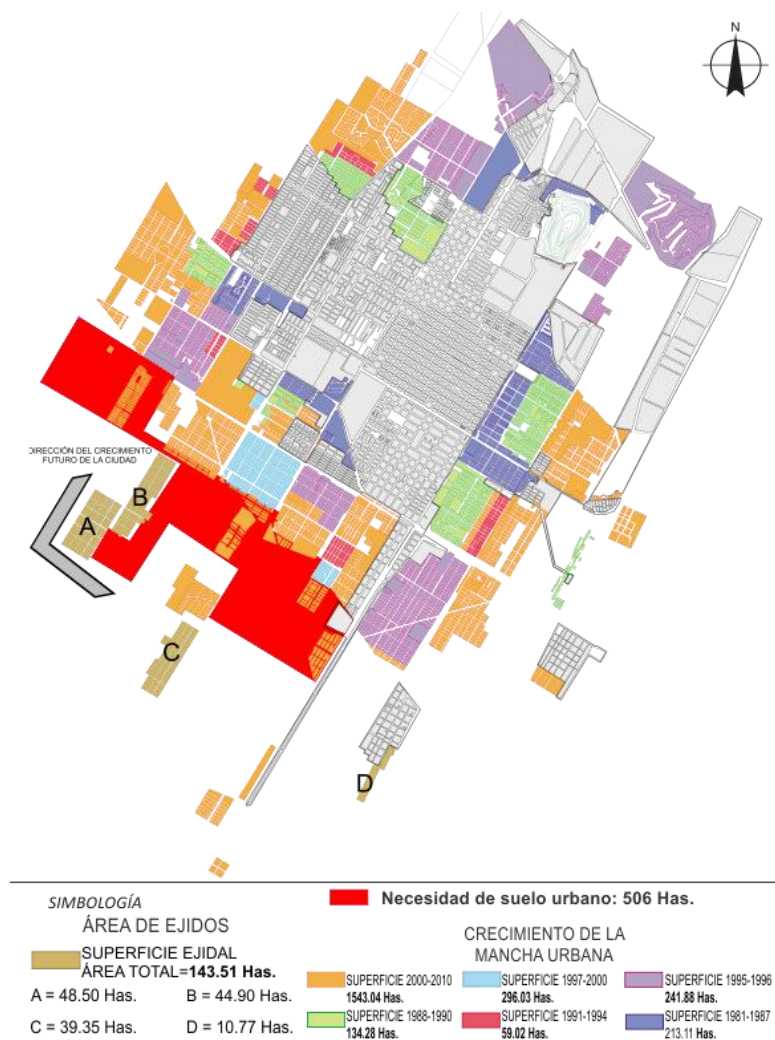 N
DIRECCIÓN DEL CRECIMIENTO
FUTURO DE LA CIUDAD
B
A
C
D
SIMBOLOGÍA
Necesidad de suelo urbano: 506 Has.
ÁREA DE EJIDOS
SUPERFICIE EJIDAL
ÁREA TOTAL=143.51 Has.
A = 48.50 Has.
B = 44.90 Has.
C = 39.35 Has.
D = 10.77 Has.
CRECIMIENTO DE LA
MANCHA URBANA
SUPERFICIE 2000-2010
1543.04 Has.
SUPERFICIE 1997-2000
296.03 Has.
SUPERFICIE 1995-1996
241.88 Has.
SUPERFICIE 1988-1990
134.28 Has.
SUPERFICIE 1991-1994
59.02 Has.
SUPERFICIE 1981-1987
213.11 Has.